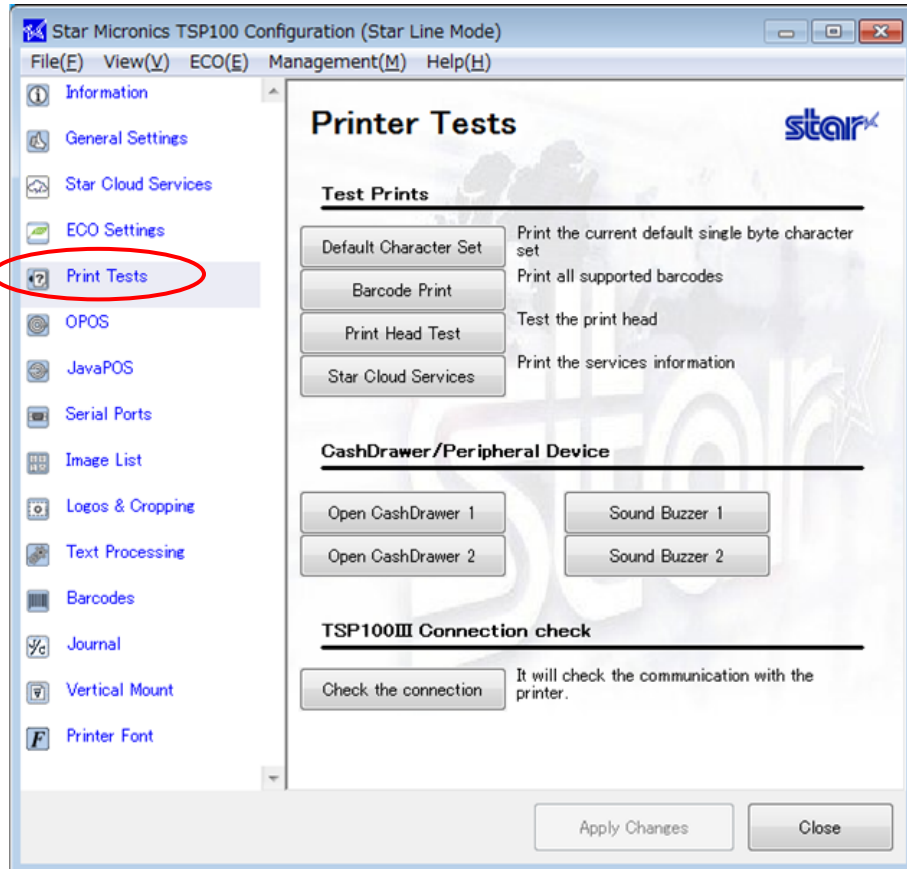 Star Micronics TSP100 Configuration (Star Line Mode)
File(F) View(V) ECO(E) Management(M) Help(H)
Information
General Settings
Star Cloud Services
ECO Settings
Print Tests
OPOS
JavaPOS
Serial Ports
Image List
Logos & Cropping
Text Processing
Barcodes
Journal
Vertical Mount
Printer Font
Printer Tests
star
Test Prints
Default Character Set
Print the current default single byte character
set
Barcode Print
Print all supported barcodes
Print Head Test
Test the print head
Star Cloud Services
Print the services information
CashDrawer/Peripheral Device
Open CashDrawer 1
Sound Buzzer 1
Open CashDrawer 2
Sound Buzzer 2
TSP100III Connection check
Check the connection
It will check the communication with the
printer.
Apply Changes
Close